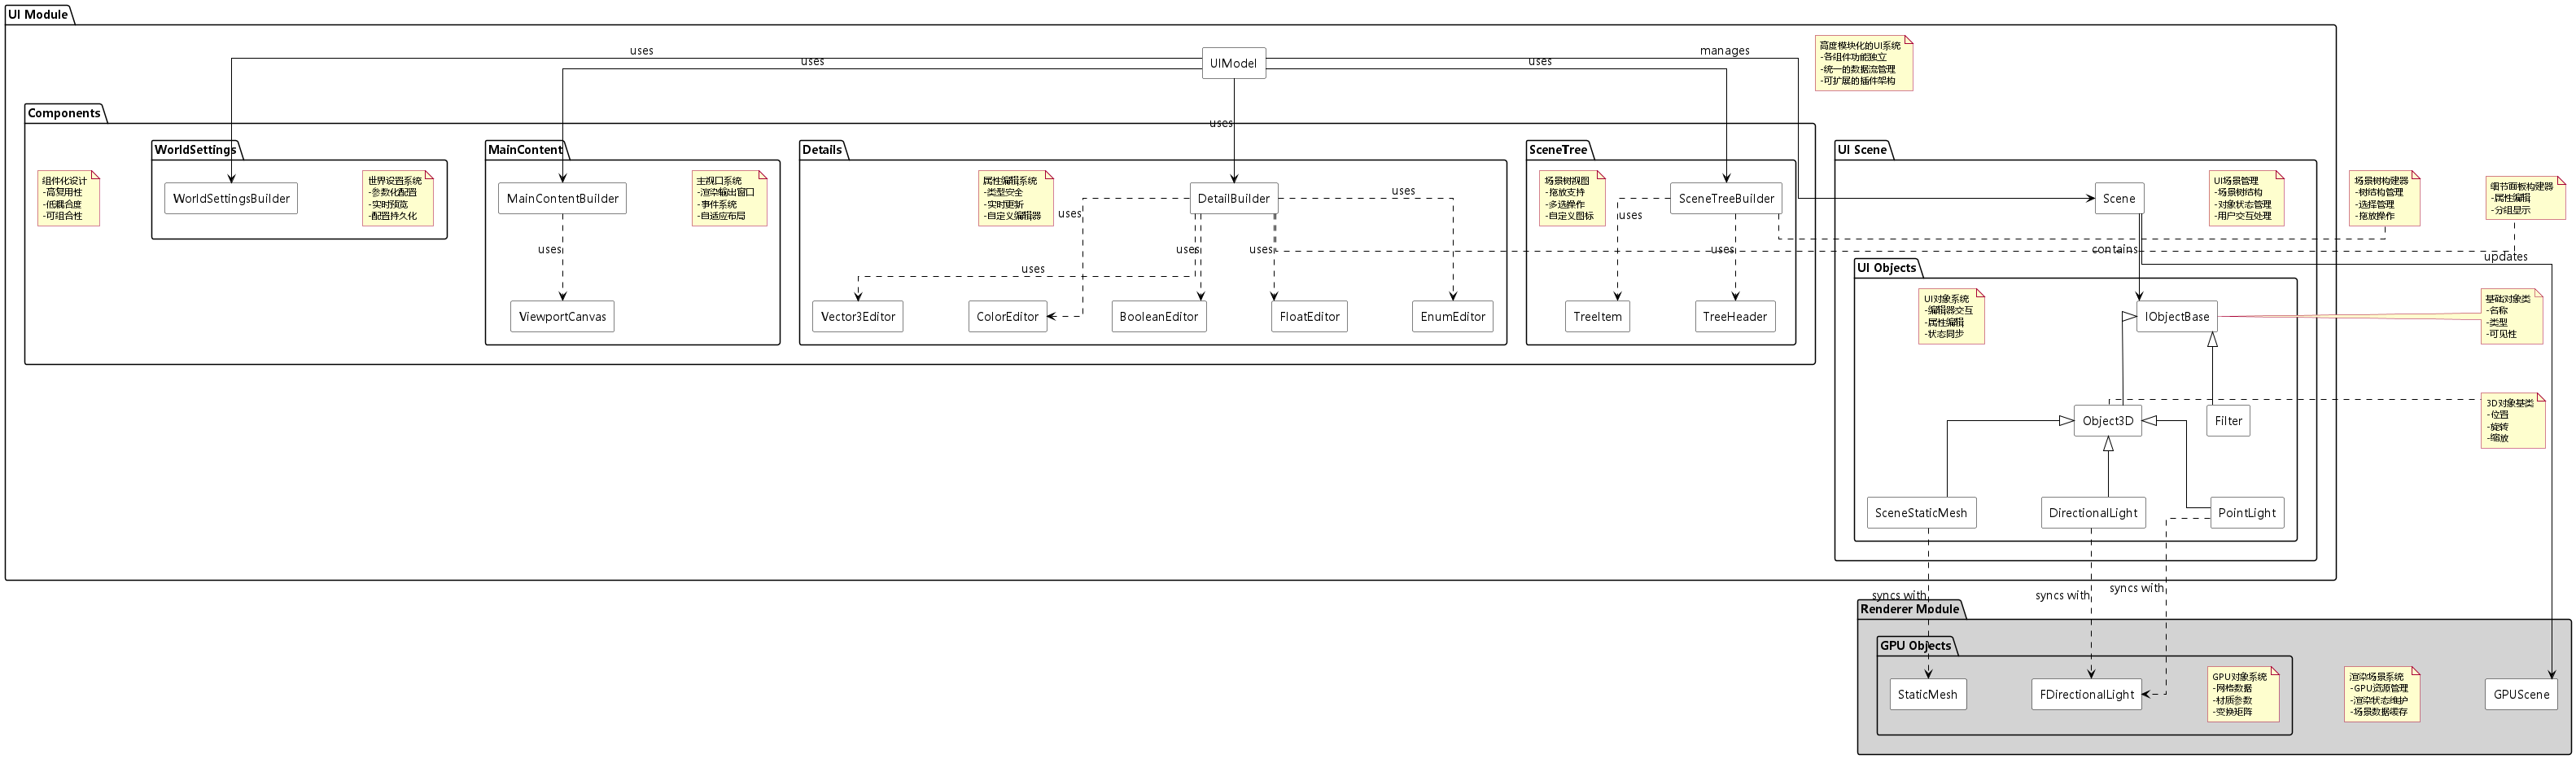 UI Module
uses
manages
UIModel
uses
uses
高度模块化的UI系统
-各组件功能独立
-统一的数据流管理
-可扩展的插件架构
Components
uses
WorldSettings
MainContent
Details
SceneTree
UI Scene
组件化设计
-高复用性
-低耦合度
-可组合性
WorldSettingsBuilder
世界设置系统
-参数化配置
-实时预览
-配置持久化
MainContentBuilder
主视口系统
-渲染输出窗口
-事件系统
-自适应布局
属性编辑系统
-类型安全
-实时更新
-自定义编辑器
DetailBuilder
场景树视图
-拖放支持
-多选操作
-自定义图标
SceneTreeBuilder
Scene
UI场景管理
-场景树结构
-对象状态管理
-用户交互处理
场景树构建器
-树结构管理
-选择管理
-拖放操作
细节面板构建器
-属性编辑
-分组显示
uses
uses
uses
uses
uses
uses
uses
contains
uses
updates
UI Objects
ViewportCanvas
Vector3Editor
ColorEditor
BooleanEditor
FloatEditor
EnumEditor
TreeItem
TreeHeader
UI对象系统
-编辑器交互
-属性编辑
-状态同步
IObjectBase
基础对象类
-名称
-类型
-可见性
Object3D
Filter
3D对象基类
-位置
-旋转
-缩放
SceneStaticMesh
DirectionalLight
PointLight
syncs with
syncs with
syncs with
Renderer Module
GPU Objects
StaticMesh
FDirectionalLight
GPU对象系统
-网格数据
-材质参数
-变换矩阵
渲染场景系统
-GPU资源管理
-渲染状态维护
-场景数据缓存
GPUScene